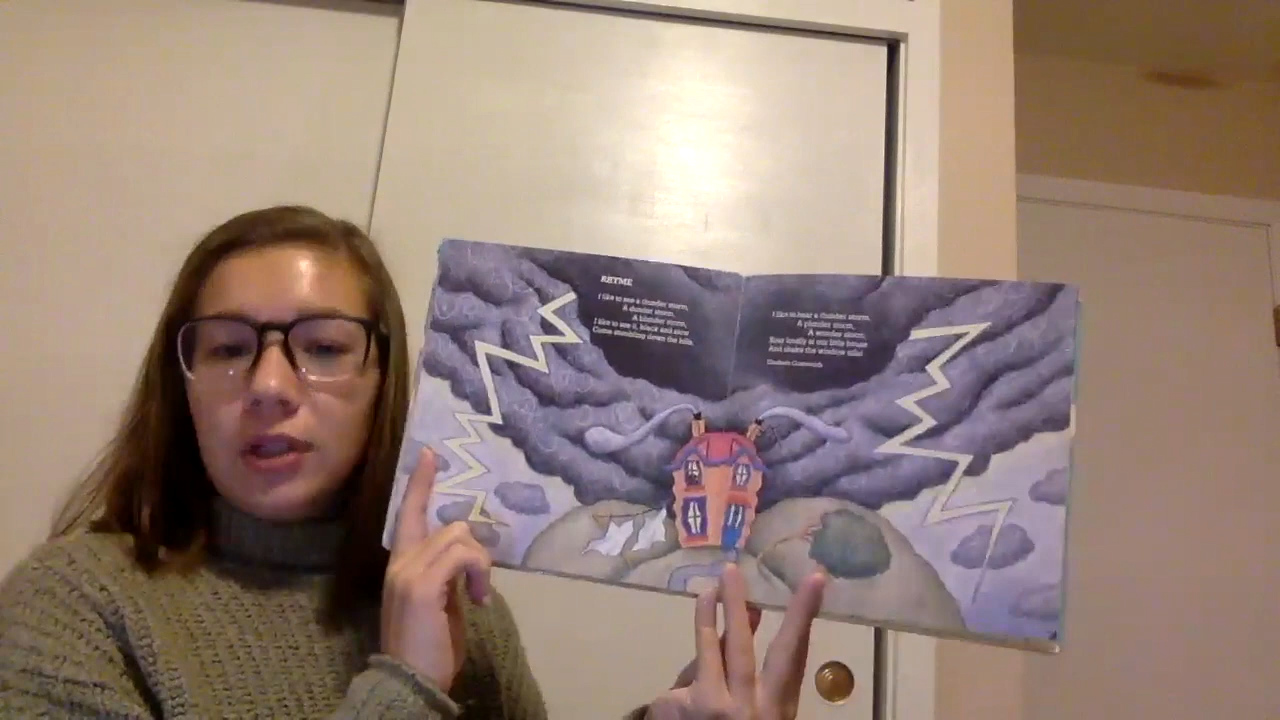 RHYME
I like to see a thunder storm,
A dunder storm,
A blunder storm,
I like to see it, black and slow
Come stumbling down the hills.
I like to hear a thunder storm,
A plunder storm,
A wonder storm,
Roar loudly at our little house
And shake the window sills!
Elizabeth Coatsworth